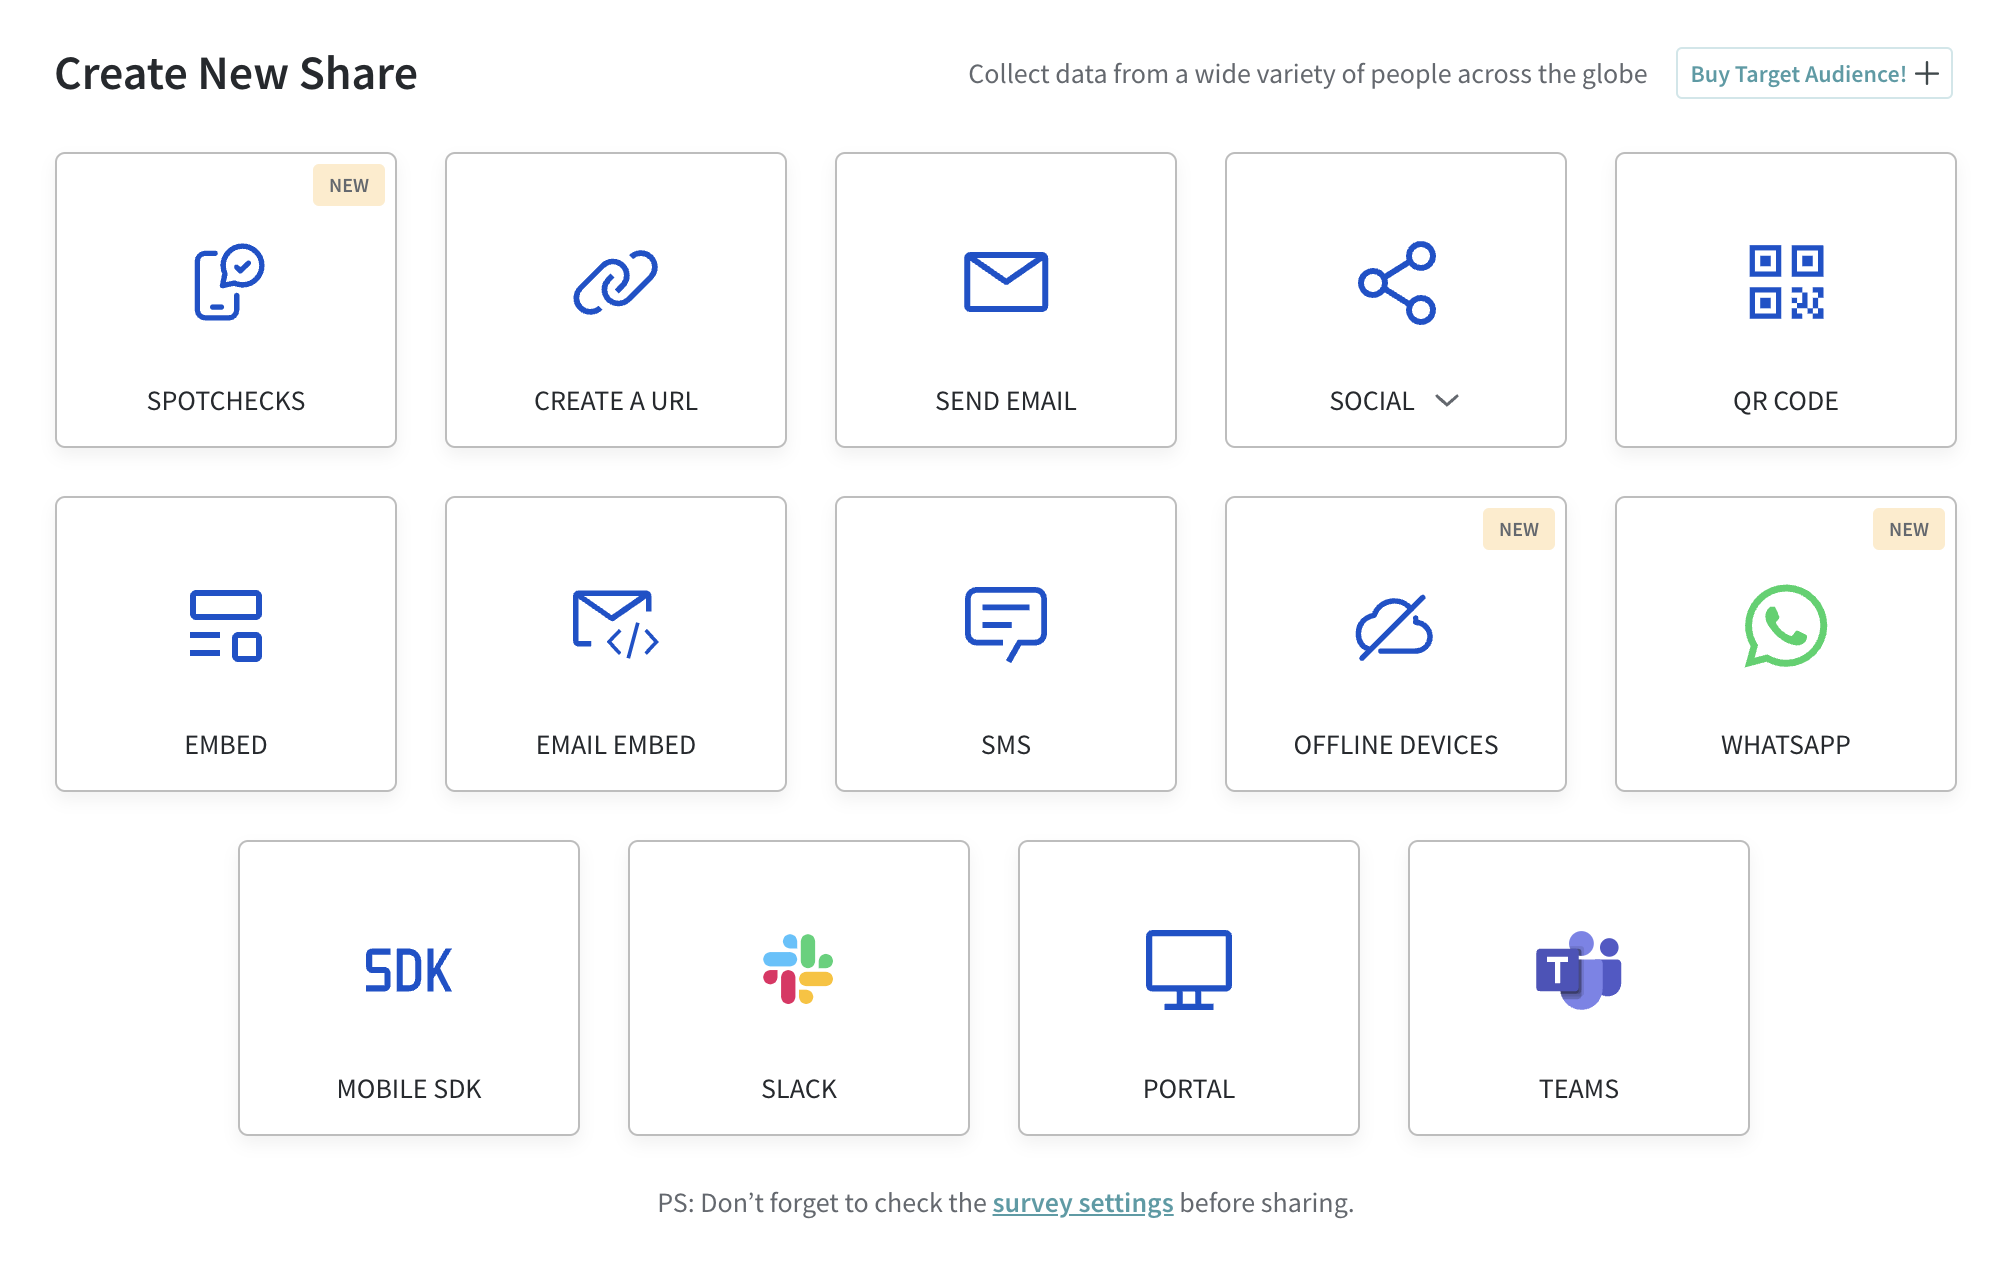 Create New Share
Collect data from a wide variety of people across the globe
Buy Target Audience!
NEW
SPOTCHECKS
CREATE A URL
SEND EMAIL
SOCIAL
QR CODE
EMBED
EMAIL EMBED
SMS
NEW
OFFLINE DEVICES
NEW
WHATSAPP
SDK
MOBILE SDK
SLACK
PORTAL
T
TEAMS
PS: Don’t forget to check the survey settings before sharing.